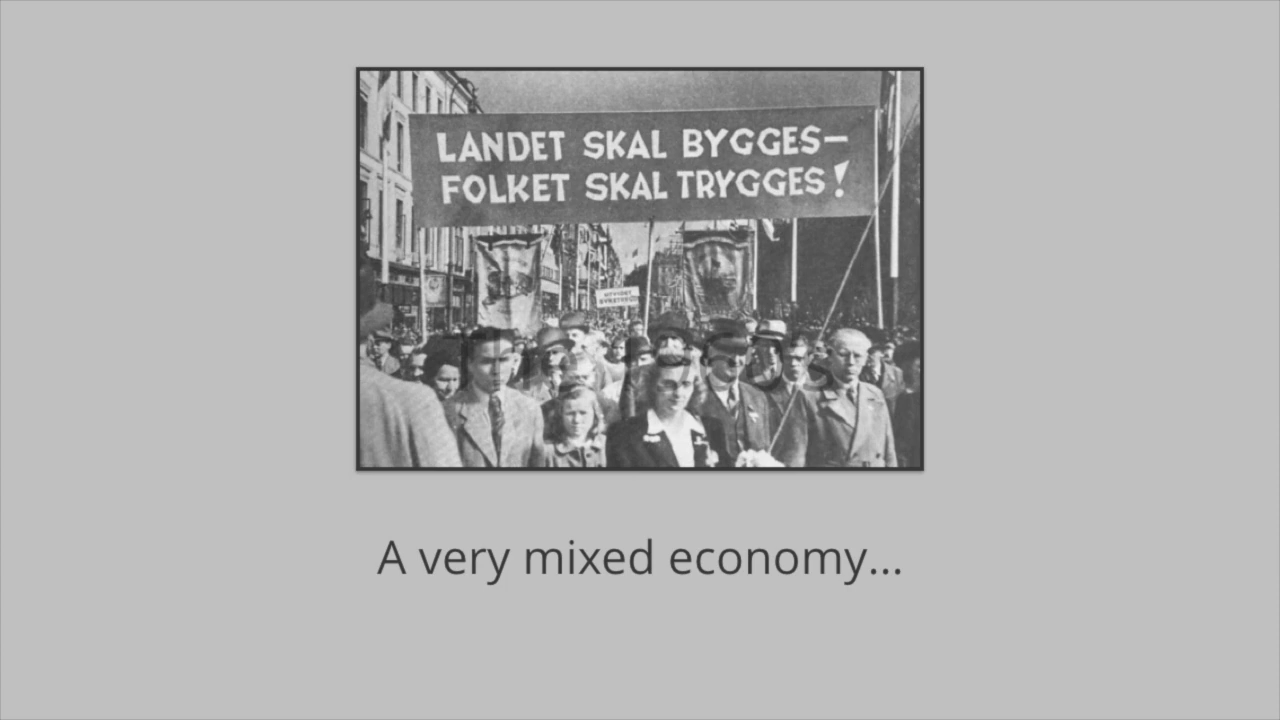 LANDET SKAL BYGGES–
FOLKET SKAL TRYGGES!
A very mixed economy...